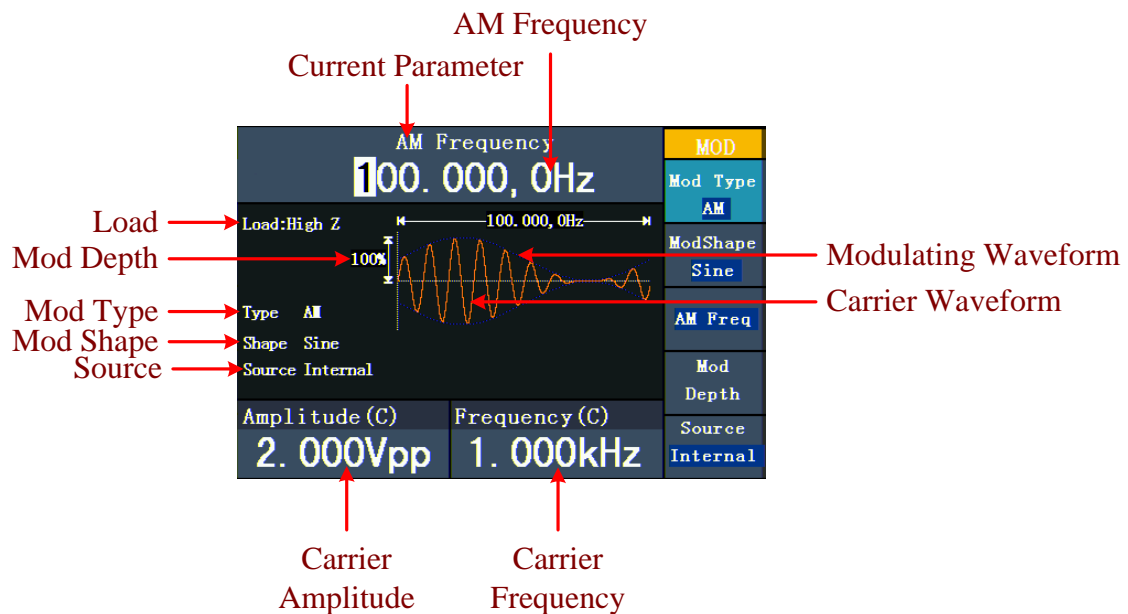 AM Frequency
Current Parameter
AM Frequency
MOD
100.000,0Hz
Mod Type
AM
Load
Load:High Z
100.000,0Hz
ModShape
Sine
Mod Depth
100%
Modulating Waveform
Carrier Waveform
Mod Type
Type AM
AM Freq
Mod Shape
Shape Sine
Source
Source Internal
Mod
Depth
Amplitude(C)
Frequency(C)
Source
Internal
2.000Vpp
1.000kHz
Carrier
Amplitude
Carrier
Frequency